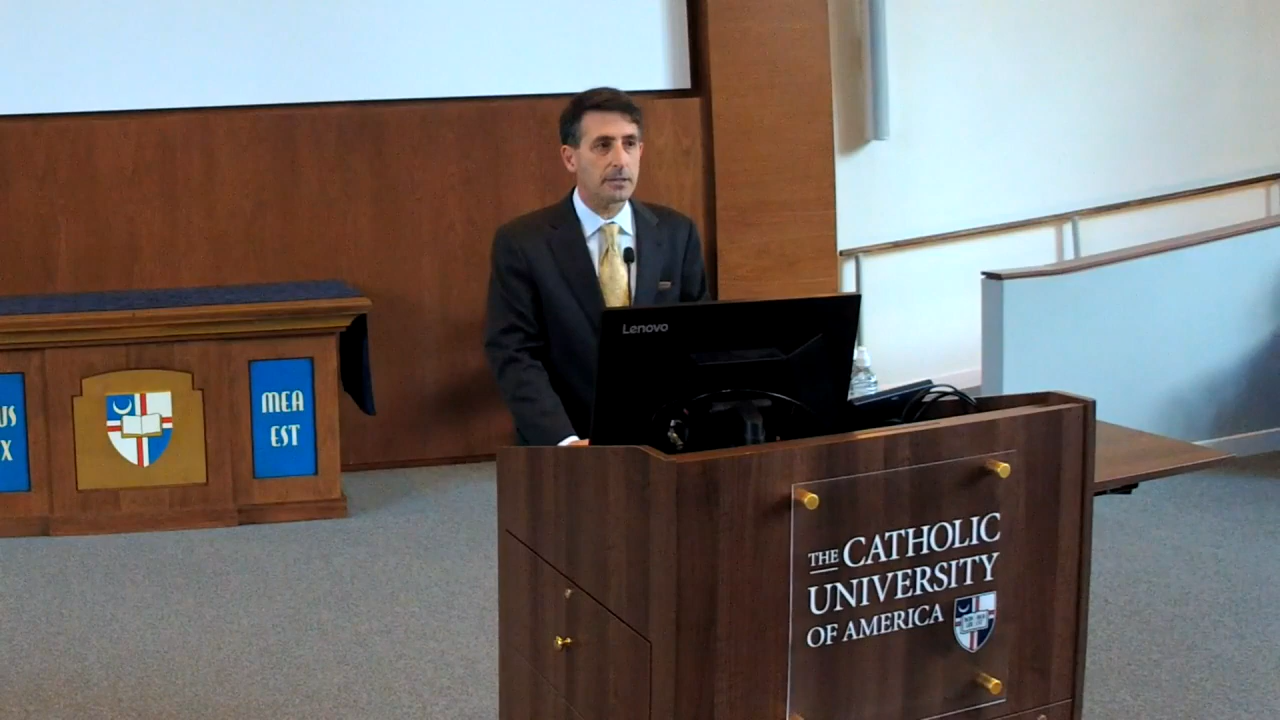 Lenovo
US
X
MEA
EST
THE CATHOLIC
UNIVERSITY
OF AMERICA